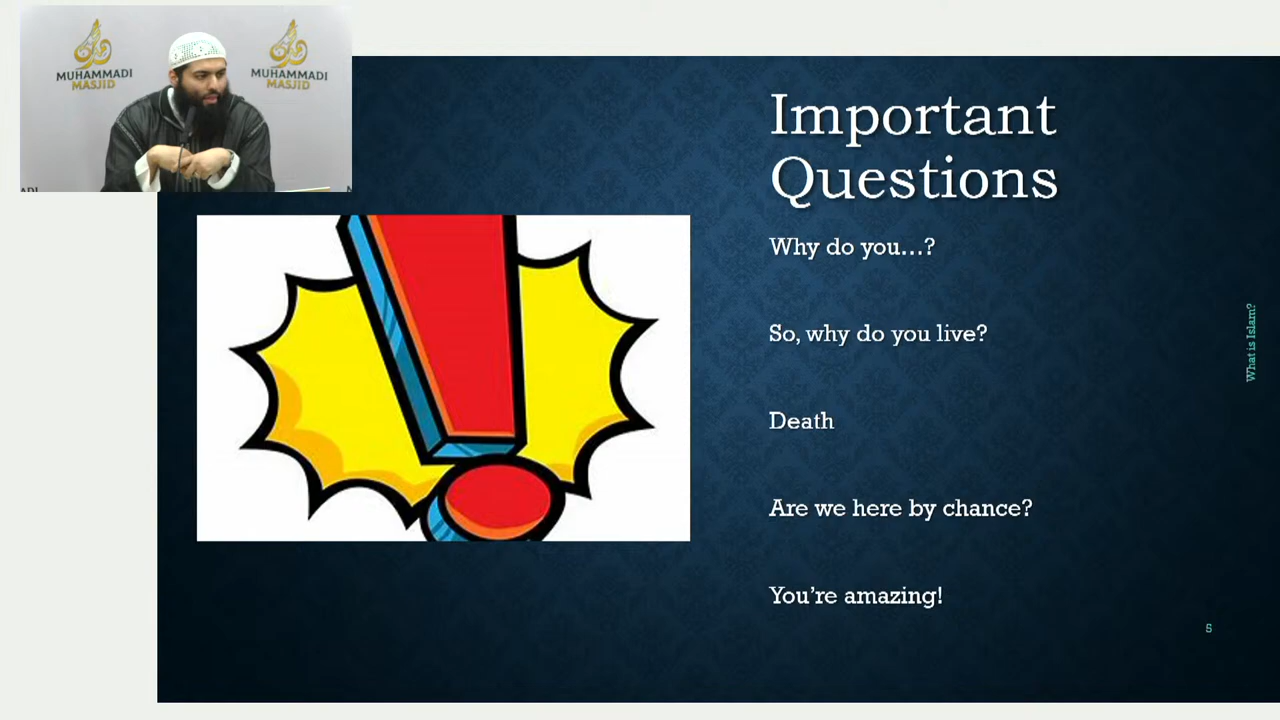 MUHAMMADI
MASJID
MUHAMMADI
MASJID
Important
Questions
Why do you...?
So, why do you live?
Death
Are we here by chance?
You're amazing!
What is Islam?
5